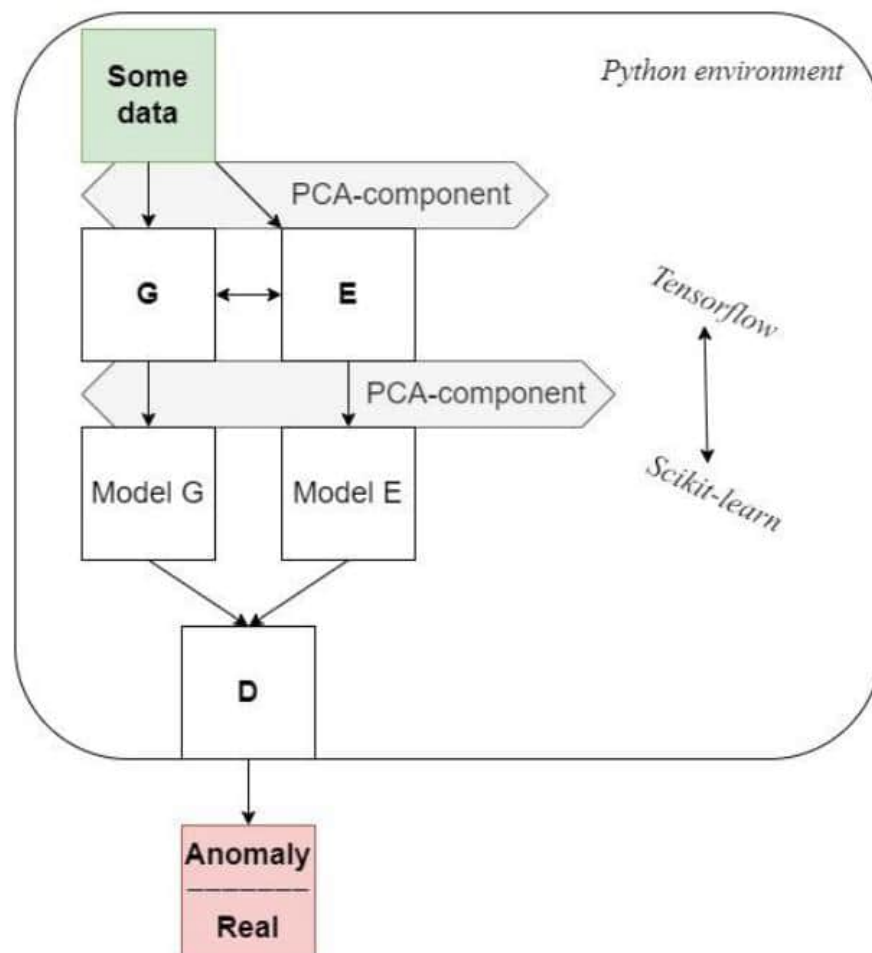 Some
data
Python environment
PCA-component
G
E
Tensorflow
PCA-component
Scikit-learn
Model G
Model E
D
Anomaly
Real